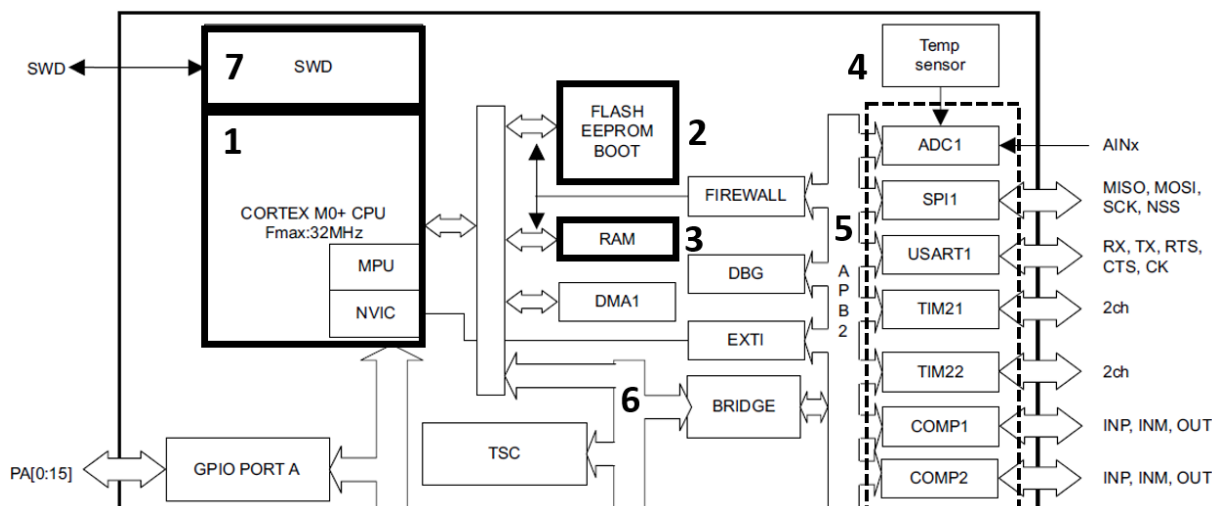 SWD
7
SWD
1
CORTEX M0+ CPU
Fmax:32MHz
MPU
NVIC
FLASH
EEPROM
BOOT
2
RAM
3
DMA1
FIREWALL
DBG
EXTI
6
BRIDGE
TSC
GPIO PORT A
PA[0:15]
4
Temp
sensor
5
A
P
B
2
ADC1
AINx
SPI1
MISO, MOSI,
SCK, NSS
USART1
RX, TX, RTS,
CTS, CK
TIM21
2ch
TIM22
2ch
COMP1
INP, INM, OUT
COMP2
INP, INM, OUT